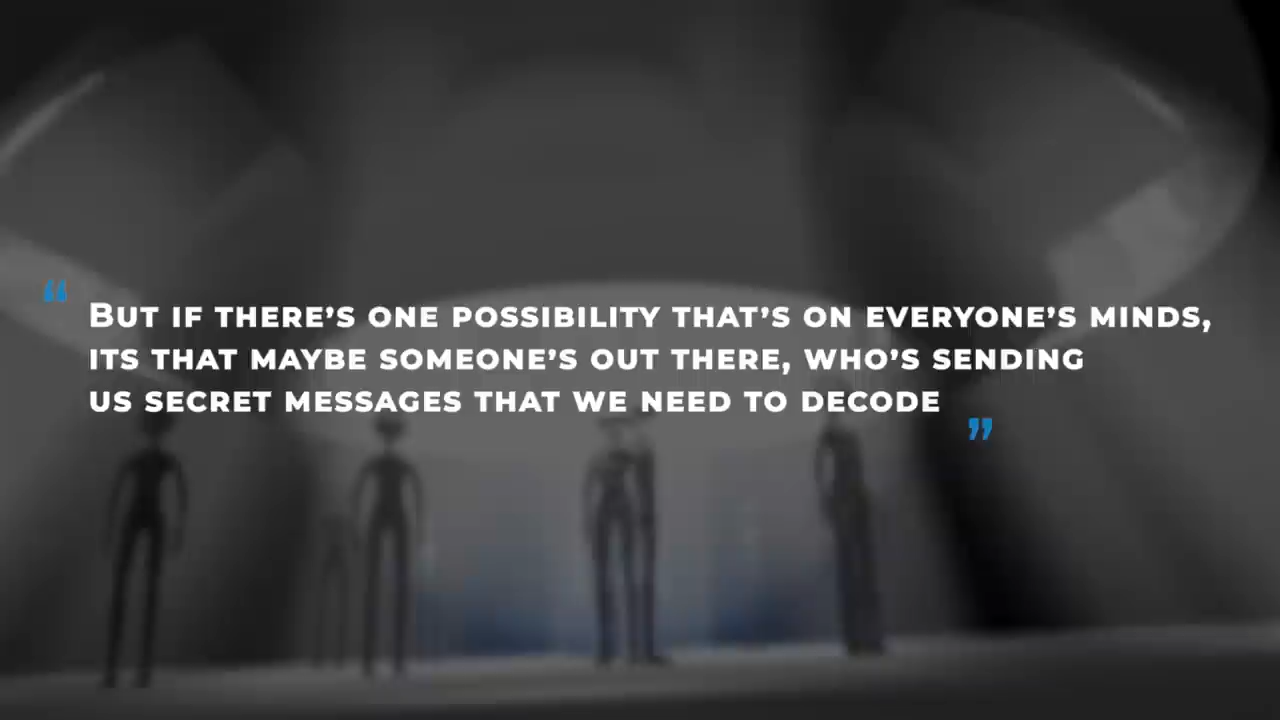 “ But if there’s one possibility that’s on everyone’s minds,
its that maybe someone’s out there, who’s sending
us secret messages that we need to decode ”